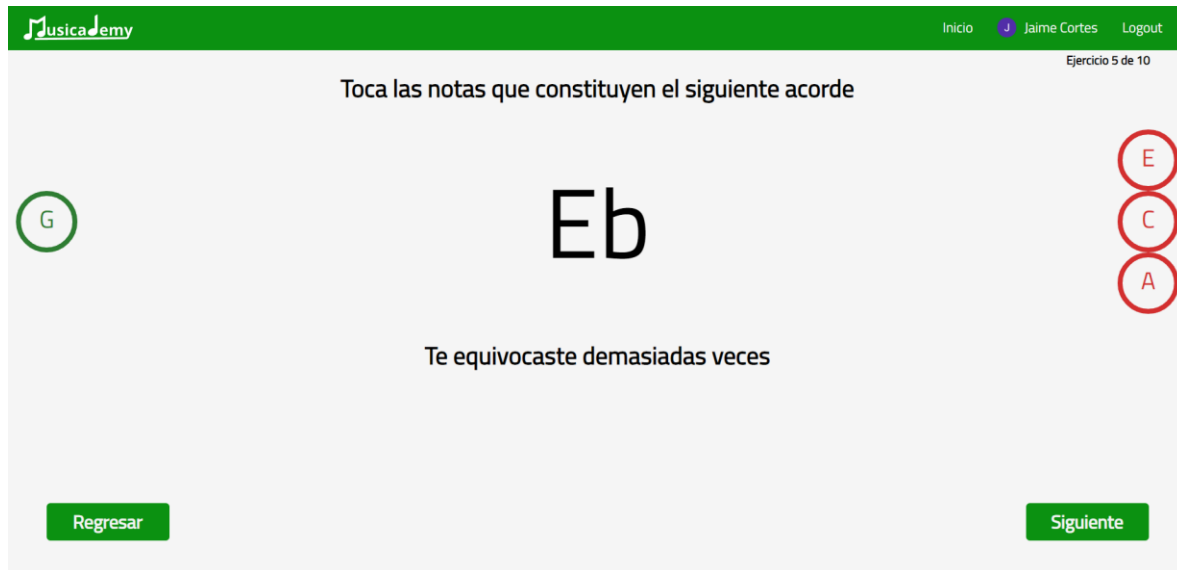 Musicademy
Inicio J Jaime Cortes Logout
Ejercicio 5 de 10
Toca las notas que constituyen el siguiente acorde
E
G Eb C
A
Te equivocaste demasiadas veces
Regresar Siguiente